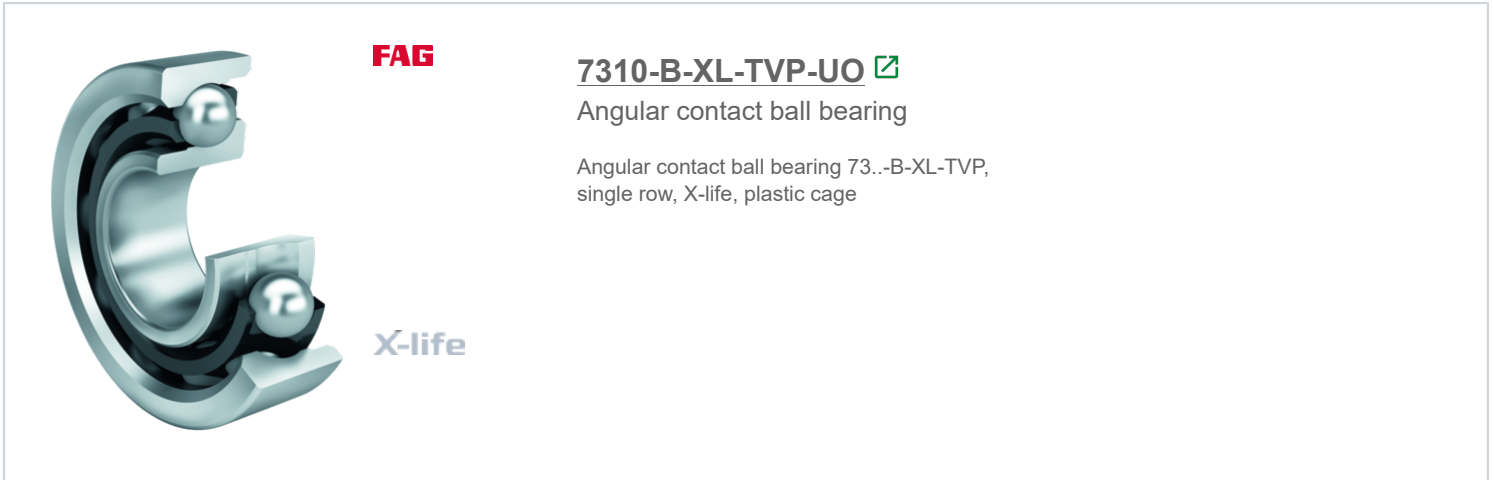 FAG
7310-B-XL-TVP-UO
Angular contact ball bearing
Angular contact ball bearing 73..-B-XL-TVP,
single row, X-life, plastic cage
X-life